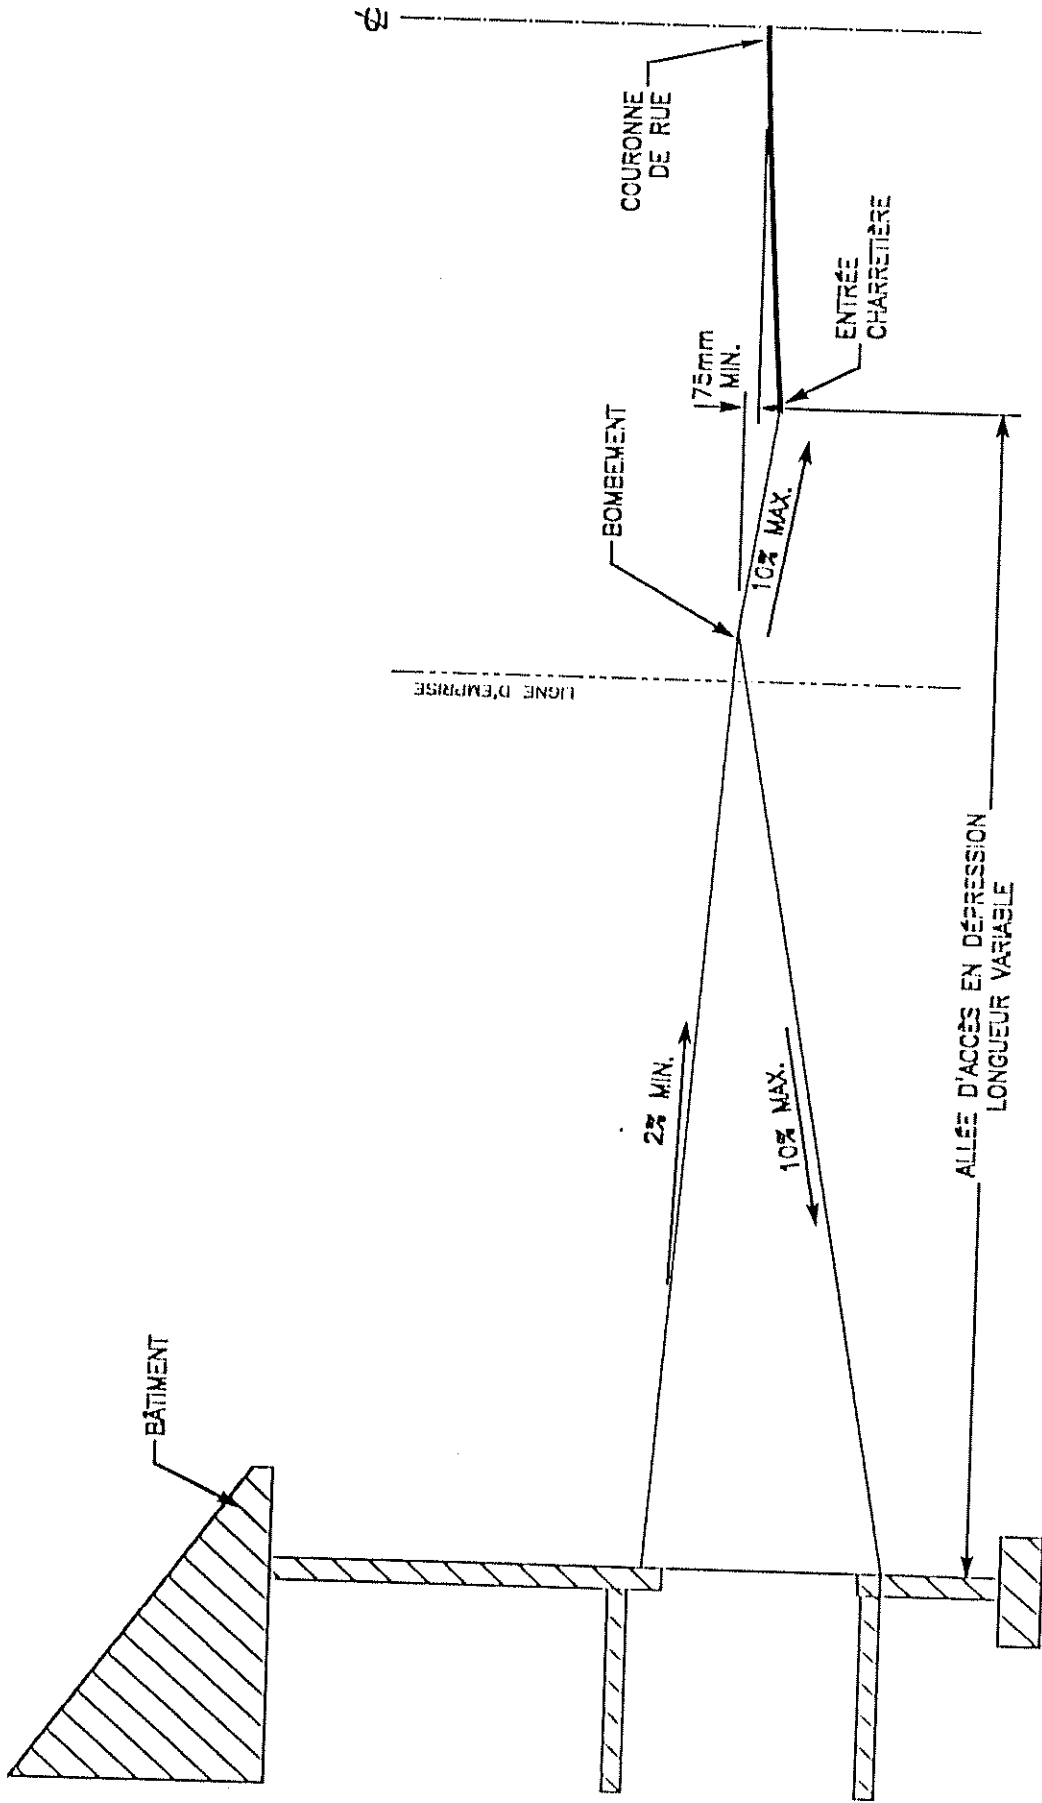 COURONNE
DE RUE
75mm
MIN.
ENTRÉE
CHARRETIÈRE
BOMBEMENT
10% MAX.
LIGNE D'EMPRISE
2% MIN.
10% MAX.
ALLÉE D'ACCÈS EN DÉPRESSION
LONGUEUR VARIABLE
BÂTIMENT